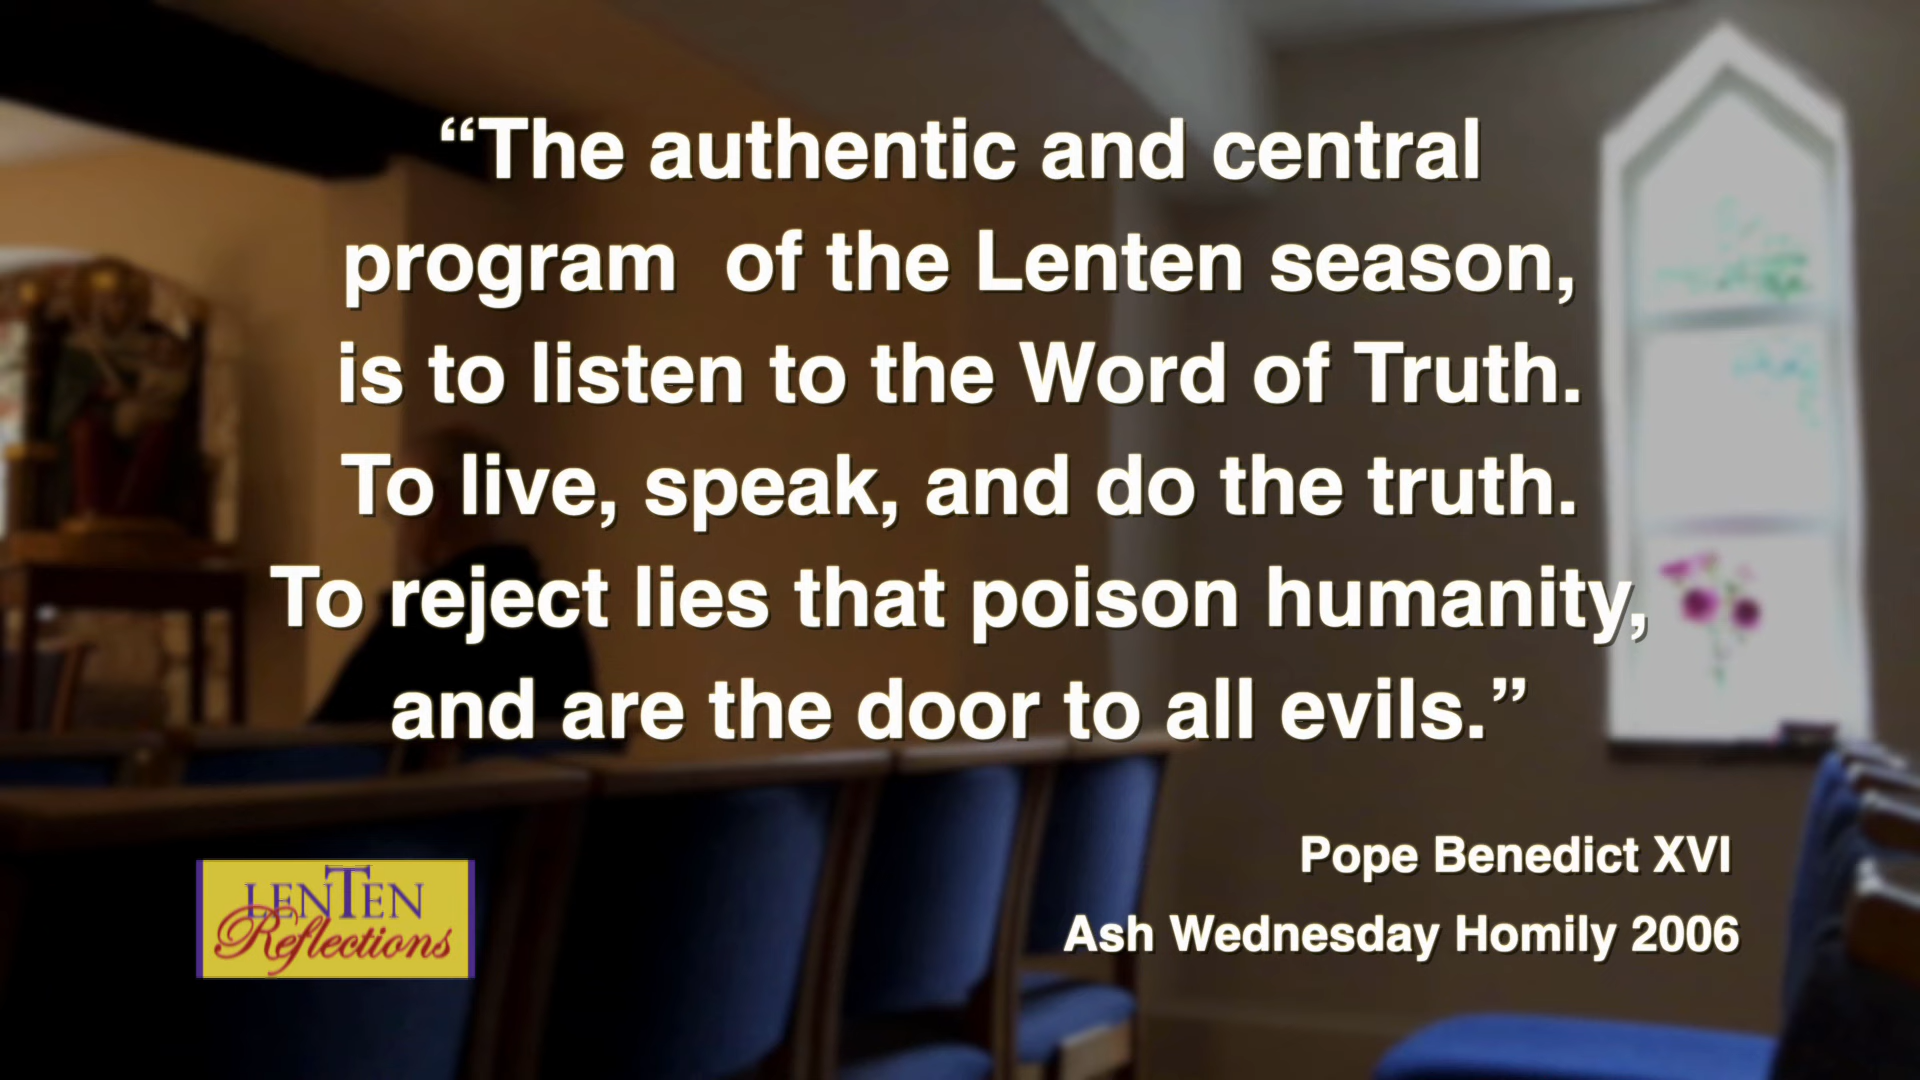 “The authentic and central
program  of the Lenten season,
is to listen to the Word of Truth.
To live, speak, and do the truth.
To reject lies that poison humanity,
and are the door to all evils.”
Pope Benedict XVI
Ash Wednesday Homily 2006
LENTEN
Reflections